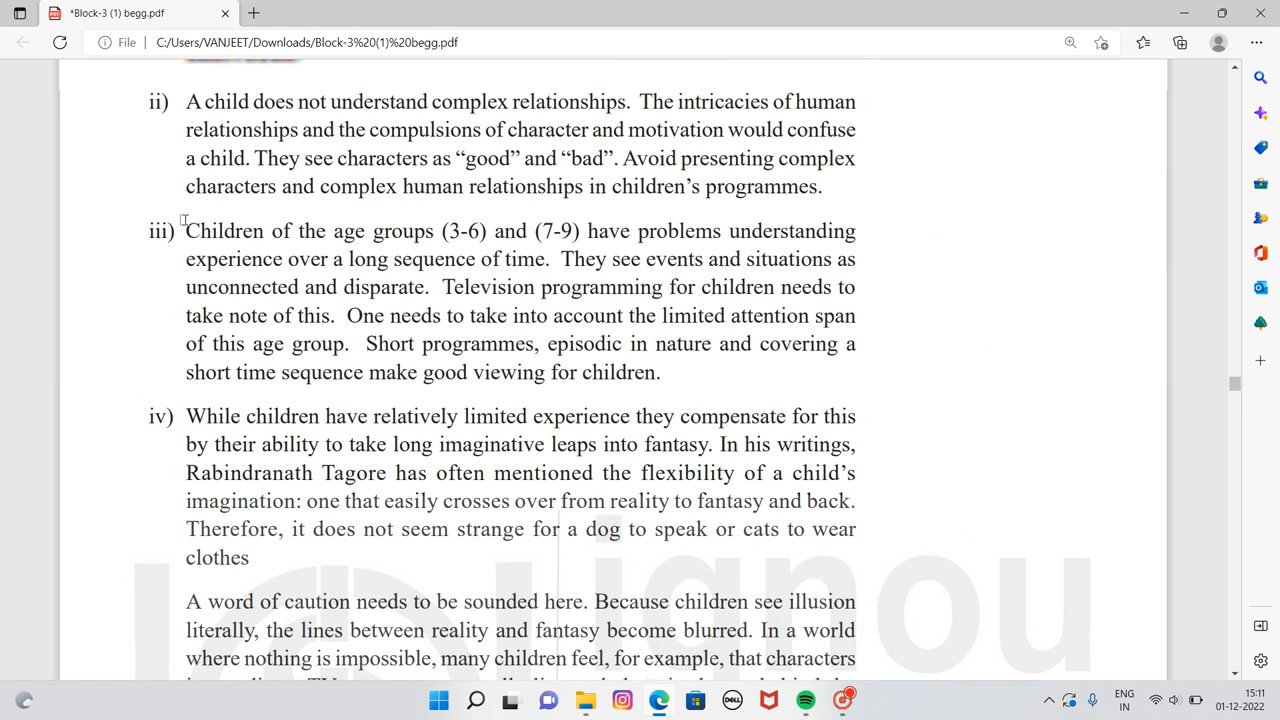 *Block-3 (1) begg.pdf
File
C:/Users/VANJEET/Downloads/Block-3%20(1)%20begg.pdf
ii) A child does not understand complex relationships. The intricacies of human
relationships and the compulsions of character and motivation would confuse
a child. They see characters as “good” and “bad”. Avoid presenting complex
characters and complex human relationships in children’s programmes.
iii) Children of the age groups (3-6) and (7-9) have problems understanding
experience over a long sequence of time. They see events and situations as
unconnected and disparate. Television programming for children needs to
take note of this. One needs to take into account the limited attention span
of this age group. Short programmes, episodic in nature and covering a
short time sequence make good viewing for children.
iv) While children have relatively limited experience they compensate for this
by their ability to take long imaginative leaps into fantasy. In his writings,
Rabindranath Tagore has often mentioned the flexibility of a child’s
imagination: one that easily crosses over from reality to fantasy and back.
Therefore, it does not seem strange for a dog to speak or cats to wear
clothes
A word of caution needs to be sounded here. Because children see illusion
literally, the lines between reality and fantasy become blurred. In a world
where nothing is impossible, many children feel, for example, that characters
ignou
DELL
ENG
IN
15:11
01-12-2022